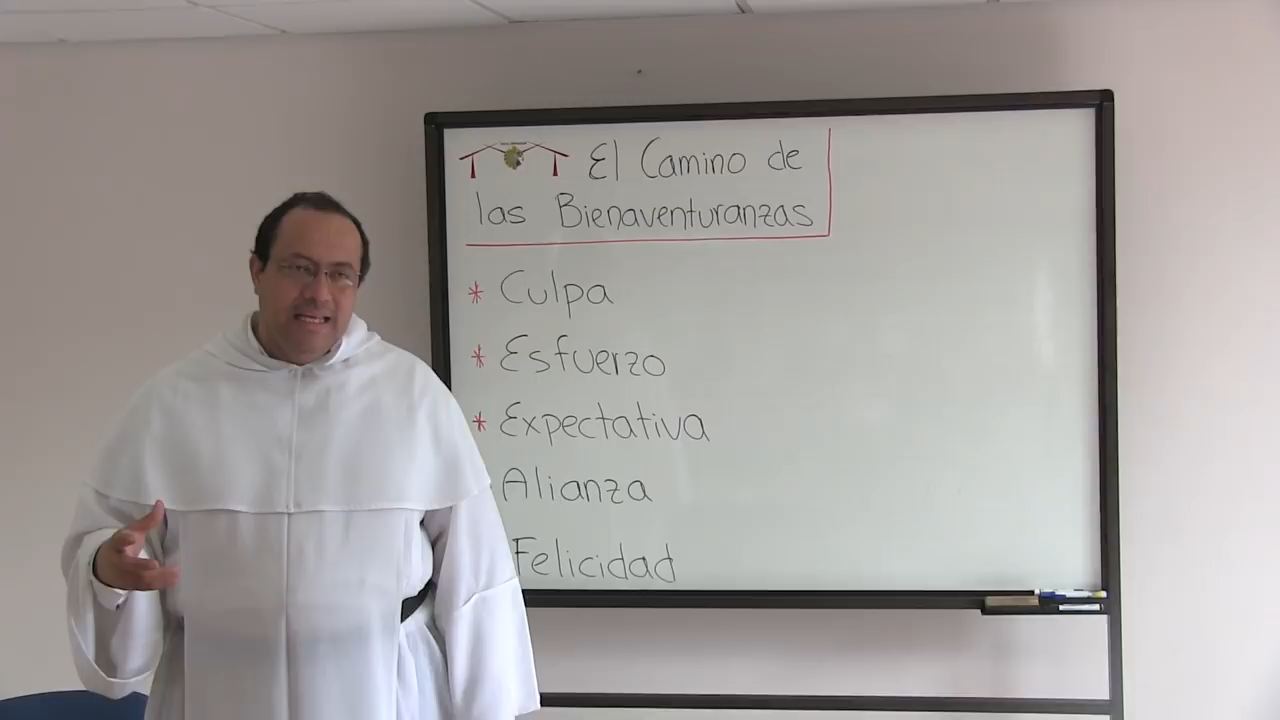 El Camino de
las Bienaventuranzas
* Culpa
* Esfuerzo
* Expectativa
Alianza
Felicidad